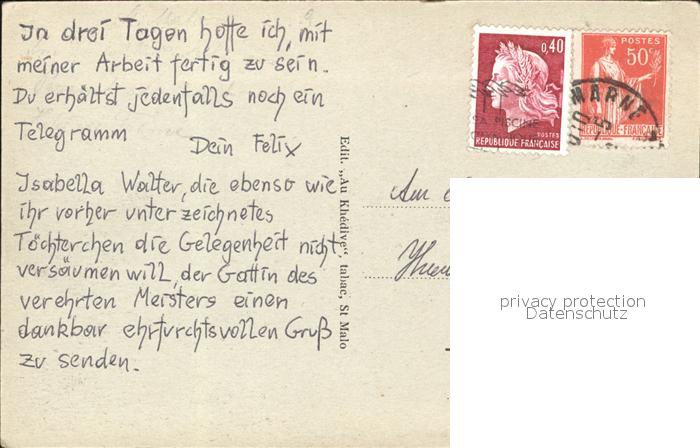 In drei Tagen hoffe ich, mit
meiner Arbeit fertig zu sein.
Du erhältst jedenfalls noch ein
Telegramm
Dein Felix
Isabella Walter, die ebenso wie
ihr vorher unterzeichnetes
Töchterchen die Gelegenheit nicht
versäumen will, der Gattin des
verehrten Meisters einen
dankbar ehrfurchtsvollen Gruß
zu senden.
Edit. „Au Khédive“ tabac, St Malo
0,40
POSTES
REPUBLIQUE FRANÇAISE
POSTES
50c
REPUBLIQUE-FRANÇAISE
MARNE
PISCINE
privacy protection
Datenschutz